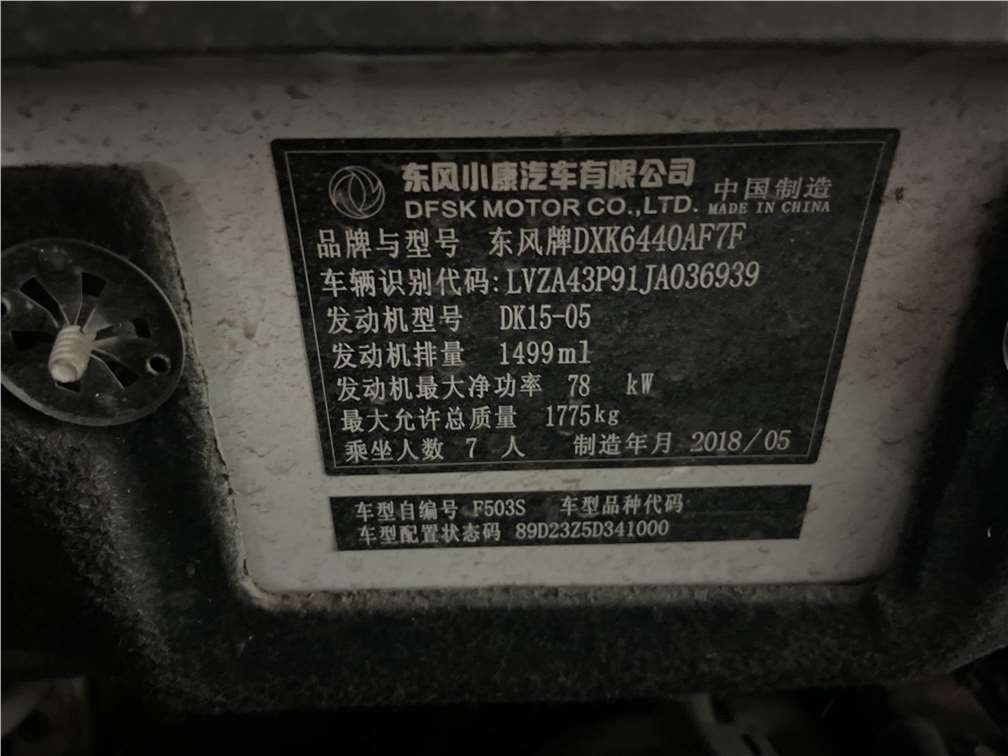 东风小康汽车有限公司
DFSK MOTOR CO.,LTD.
中国制造
MADE IN CHINA
品牌与型号 东风牌DXK6440AF7F
车辆识别代码:LVZA43P91JA036939
发动机型号 DK15-05
发动机排量 1499ml
发动机最大净功率 78 kW
最大允许总质量 1775kg
乘坐人数 7 人 制造年月 2018/05
车型自编号 F503S 车型品种代码
车型配置状态码 89D23Z5D341000